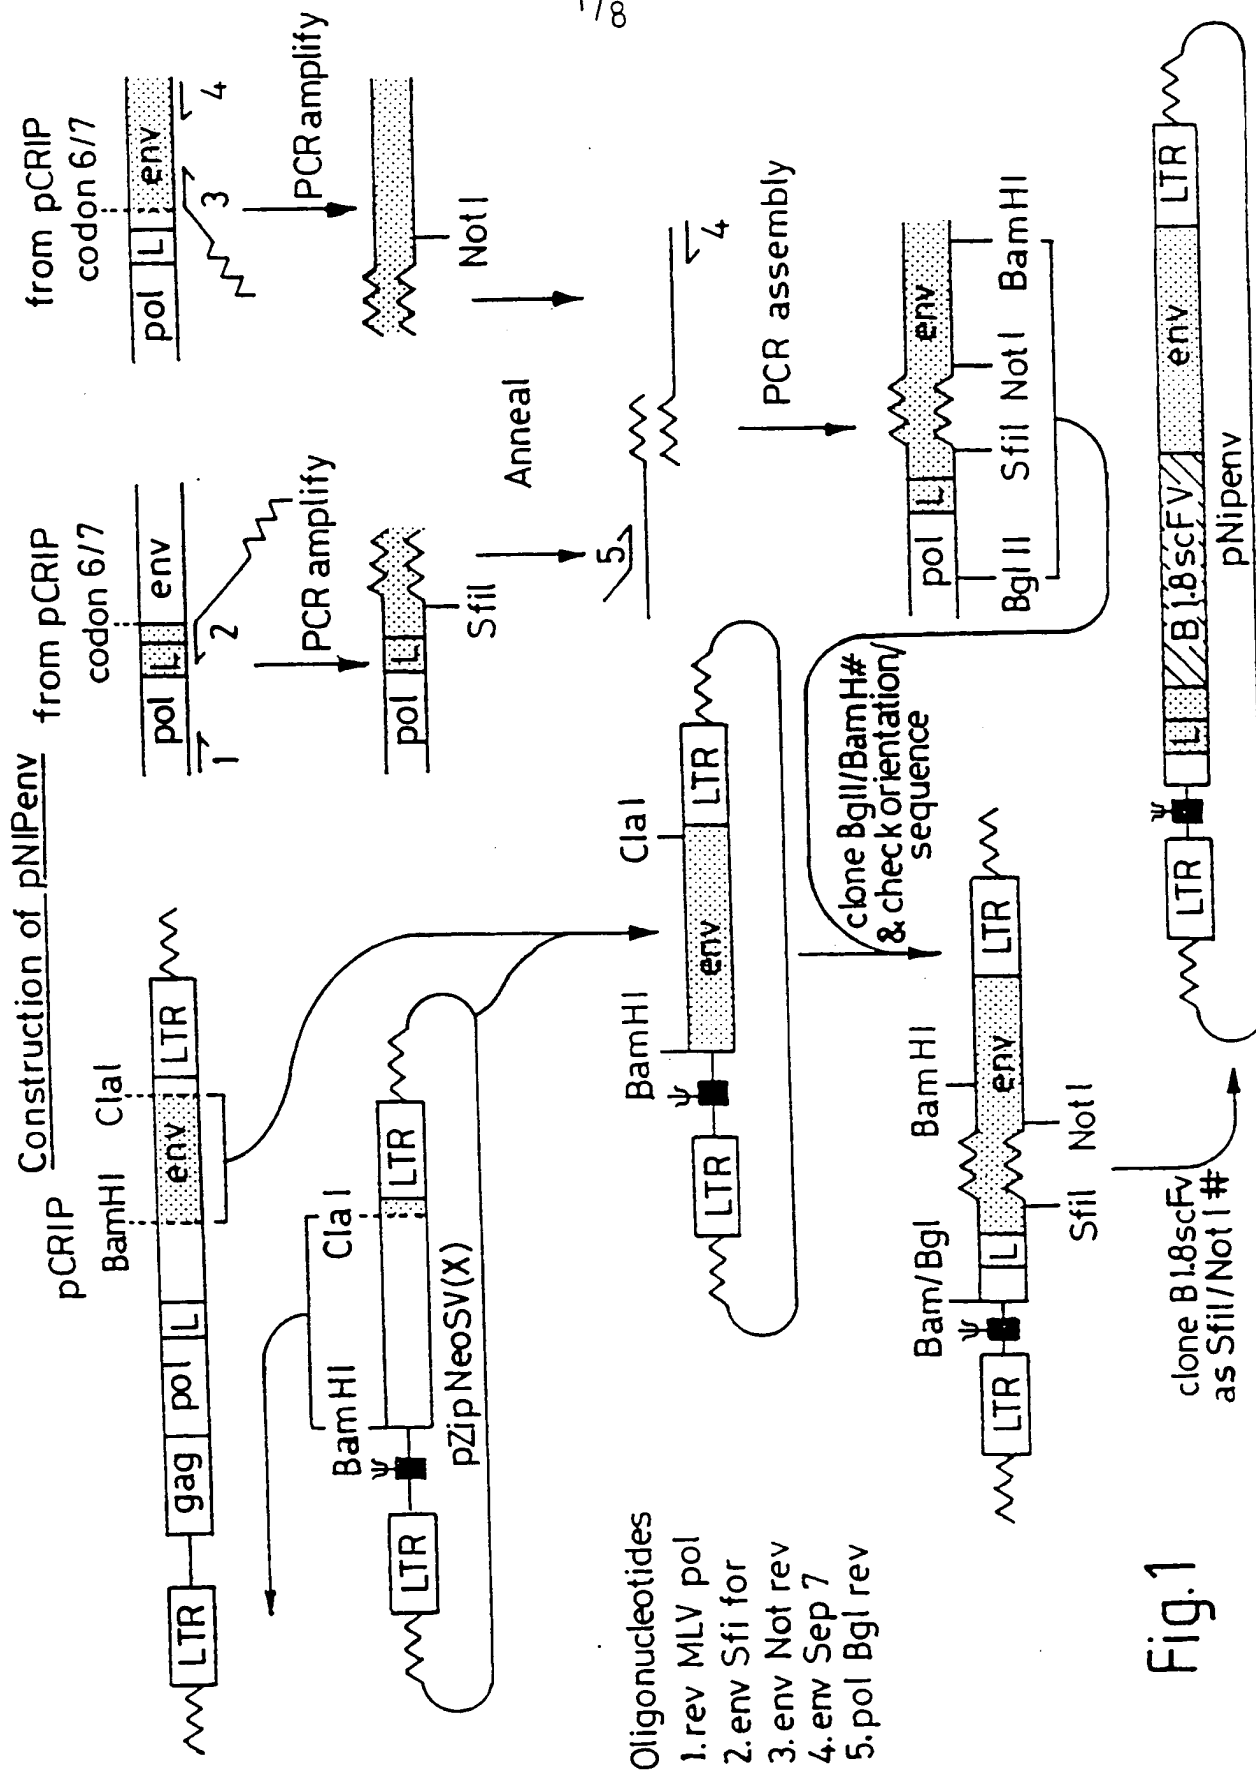 1/8
Construction of pNIPenv
pCRIP
BamHI
ClaI
LTR
gag
pol
L
env
LTR
BamHI
Cla I
ψ
LTR
LTR
pZipNeoSV(X)
from pCRIP
codon 6/7
pol
L
env
1
2
PCR amplify
pol
L
SfiI
from pCRIP
codon 6/7
pol
L
env
3
4
PCR amplify
Not I
Anneal
5
4
PCR assembly
pol
L
env
Bgl II
SfiI
Not I
BamHI
BamHI
ClaI
ψ
LTR
env
LTR
clone BglI/BamH#
& check orientation/
sequence
Bam/BgI
BamHI
ψ
LTR
L
env
LTR
SfiI
Not I
clone B1.8scFv
as SfiI/Not I #
ψ
LTR
L
B1.8scFV
env
LTR
pNipenv
Oligonucleotides
1. rev MLV pol
2. env Sfi for
3. env Not rev
4. env Sep 7
5. pol Bgl rev
Fig.1